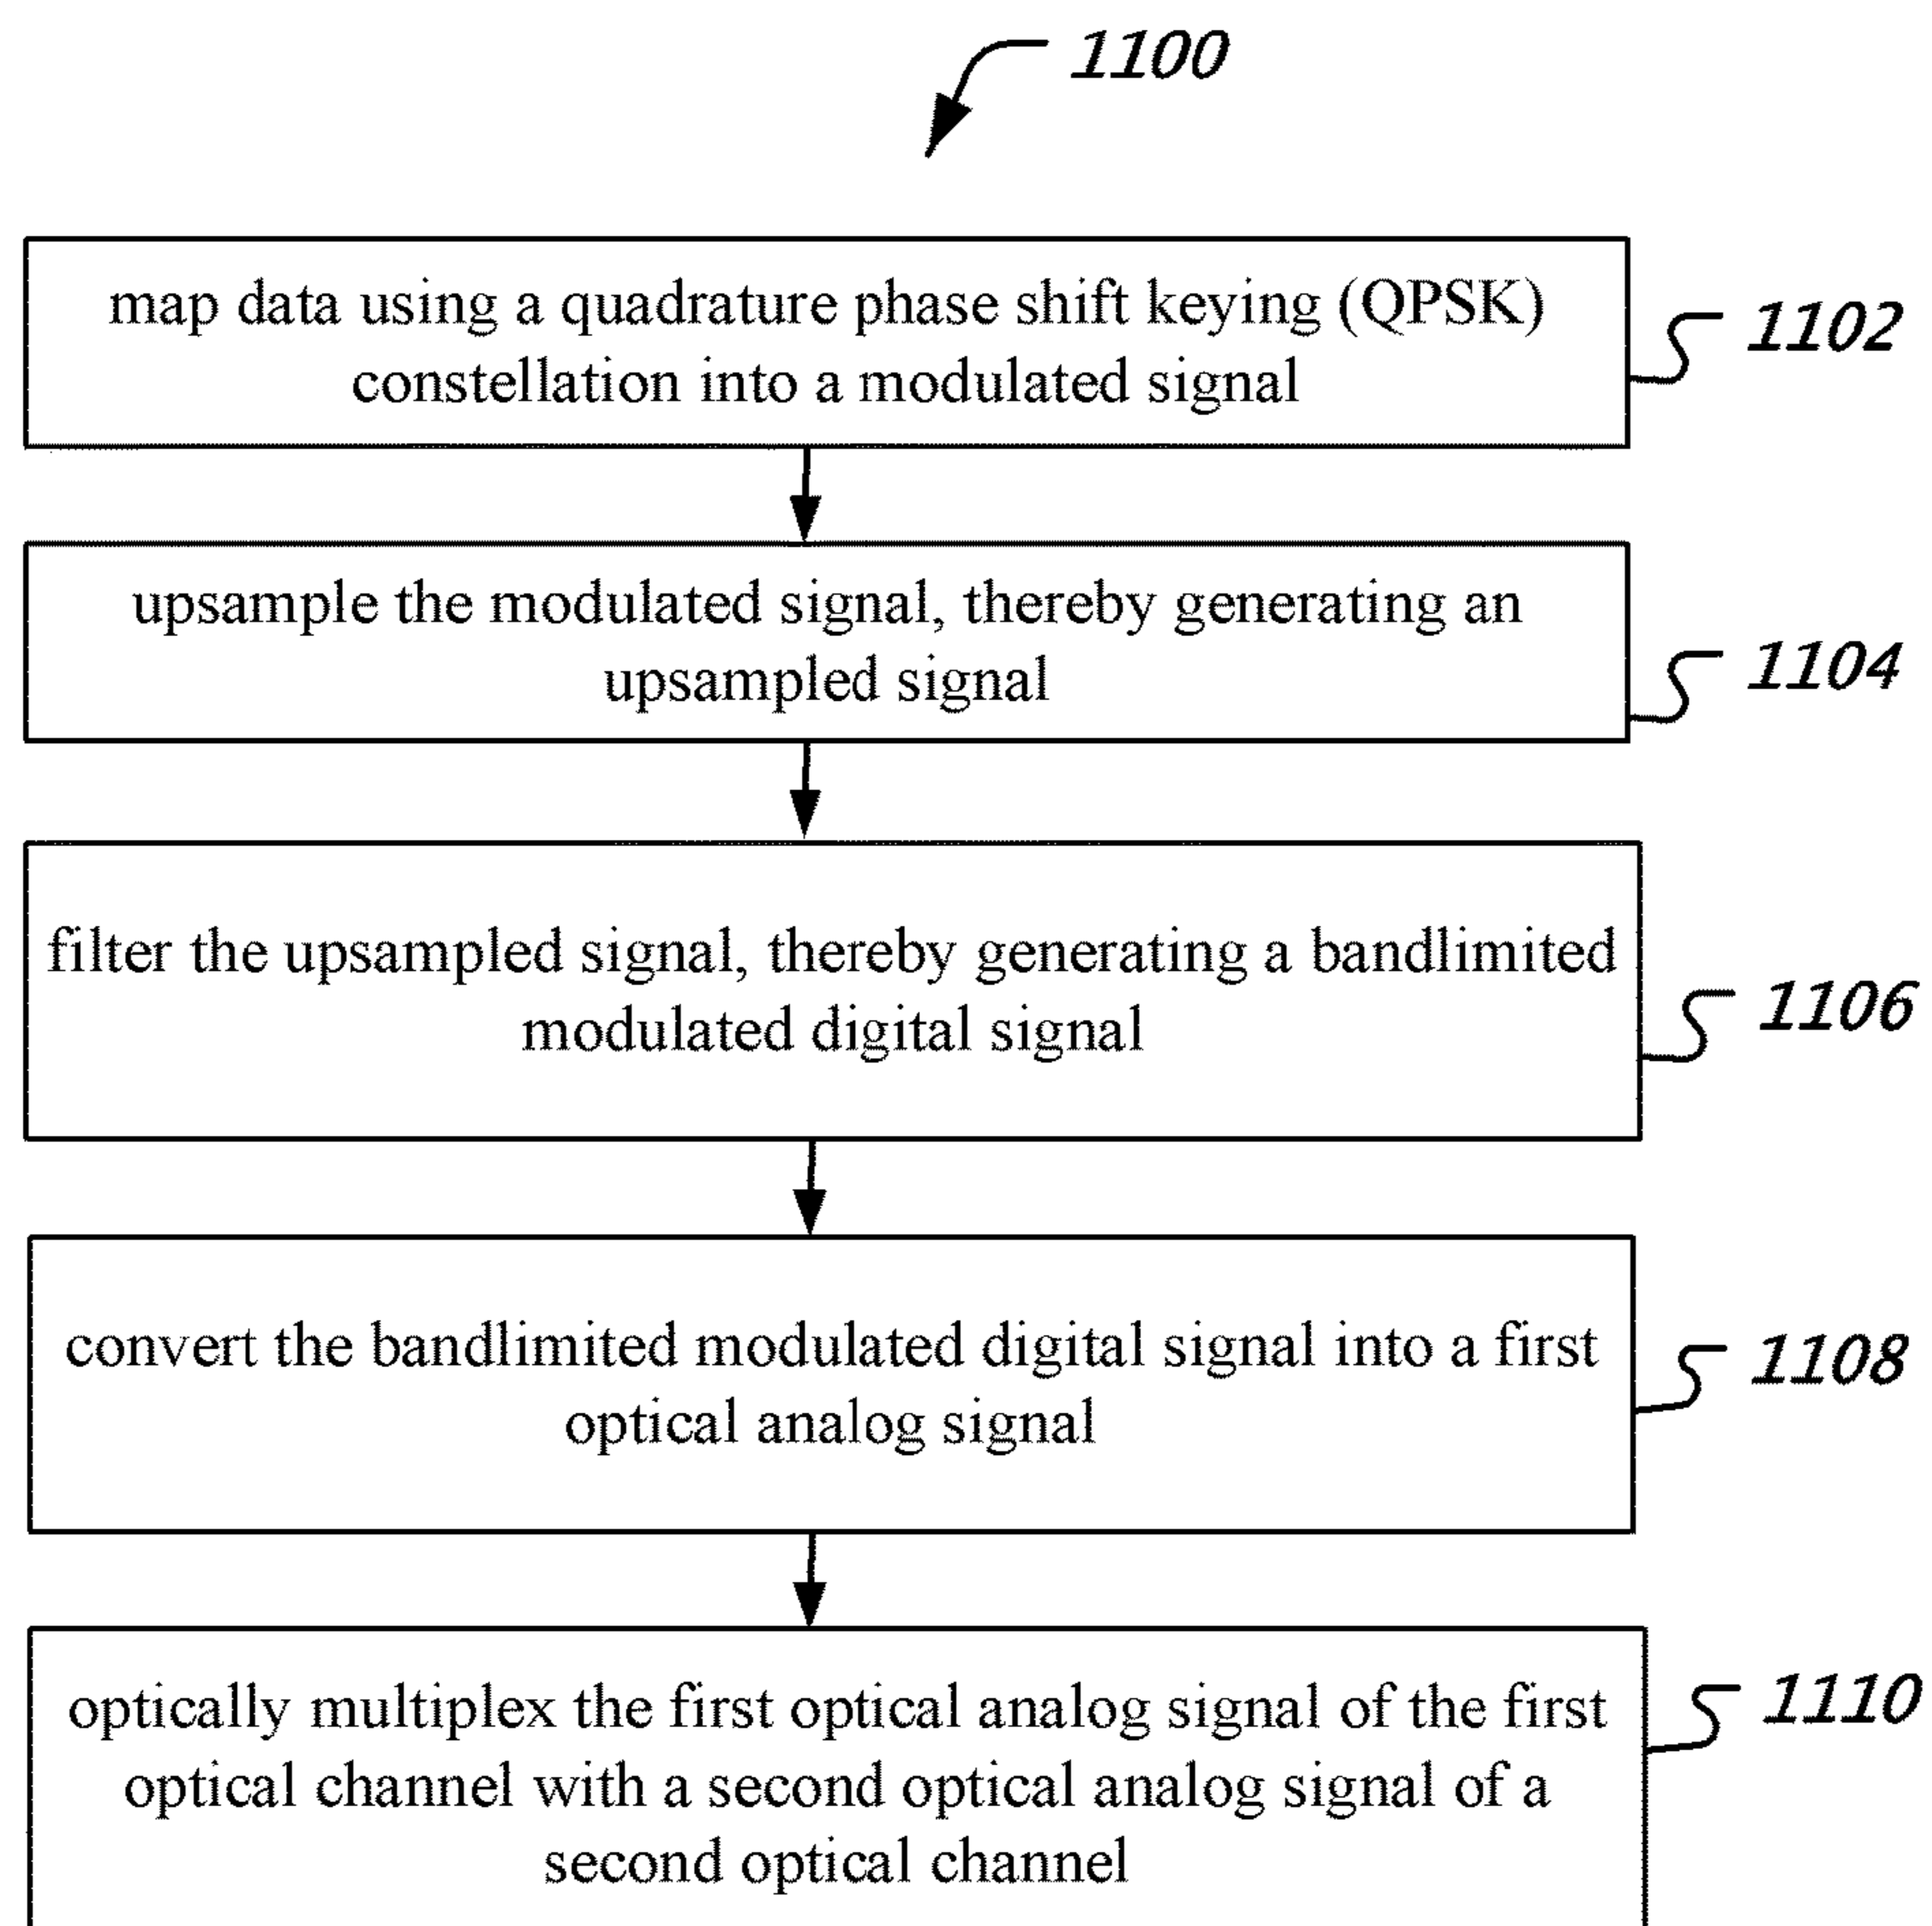 1100
map data using a quadrature phase shift keying (QPSK)
constellation into a modulated signal
1102
upsample the modulated signal, thereby generating an
upsampled signal
1104
filter the upsampled signal, thereby generating a bandlimited
modulated digital signal
1106
convert the bandlimited modulated digital signal into a first
optical analog signal
1108
optically multiplex the first optical analog signal of the first
optical channel with a second optical analog signal of a
second optical channel
1110